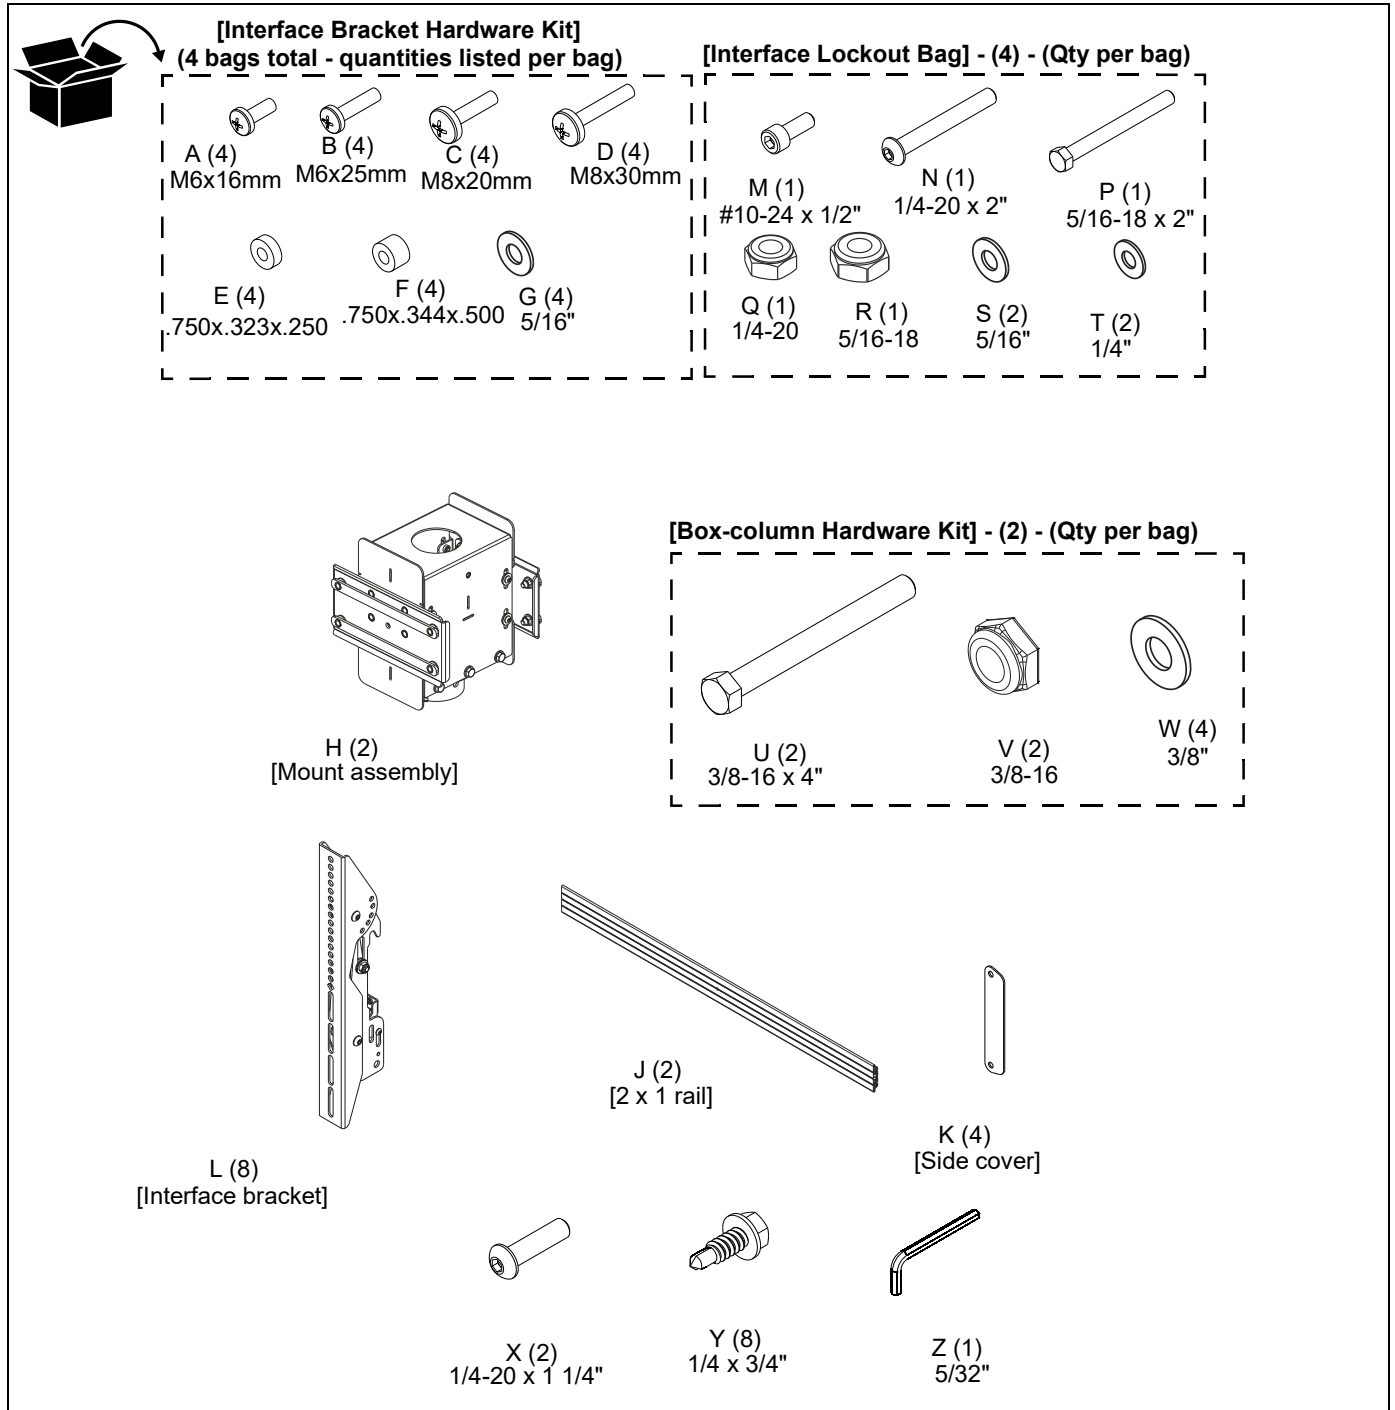 [Interface Bracket Hardware Kit]
(4 bags total - quantities listed per bag)
A (4)
M6x16mm
B (4)
M6x25mm
C (4)
M8x20mm
D (4)
M8x30mm
E (4)
.750x.323x.250
F (4)
.750x.344x.500
G (4)
5/16"
[Interface Lockout Bag] - (4) - (Qty per bag)
M (1)
#10-24 x 1/2"
N (1)
1/4-20 x 2"
P (1)
5/16-18 x 2"
Q (1)
1/4-20
R (1)
5/16-18
S (2)
5/16"
T (2)
1/4"
H (2)
[Mount assembly]
[Box-column Hardware Kit] - (2) - (Qty per bag)
U (2)
3/8-16 x 4"
V (2)
3/8-16
W (4)
3/8"
L (8)
[Interface bracket]
J (2)
[2 x 1 rail]
K (4)
[Side cover]
X (2)
1/4-20 x 1 1/4"
Y (8)
1/4 x 3/4"
Z (1)
5/32"